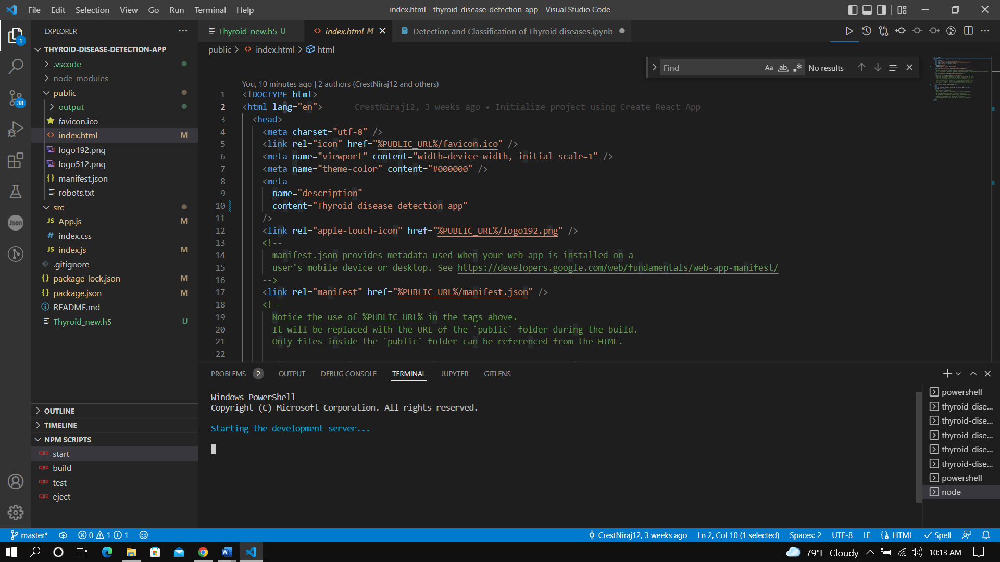 File Edit Selection View Go Run Terminal Help
index.html - thyroid-disease-detection-app - Visual Studio Code
EXPLORER
THYROID-DISEASE-DETECTION-APP
.vscode
node_modules
public
output
favicon.ico
index.html M
logo192.png
logo512.png
manifest.json
robots.txt
src
App.js M
index.css
index.js M
.gitignore
package-lock.json M
package.json M
README.md
Thyroid_new.h5 U
OUTLINE
TIMELINE
NPM SCRIPTS
start
build
test
eject
1
38
Json
Thyroid_new.h5 U
index.html M
Detection and Classification of Thyroid diseases.ipynb
public > index.html > html
Find
Aa ab No results
You, 10 minutes ago | 2 authors (CrestNiraj12 and others)
1 <!DOCTYPE html>
2 <html lang="en"> CrestNiraj12, 3 weeks ago • Initialize project using Create React App
3 <head>
4 <meta charset="utf-8" />
5 <link rel="icon" href="%PUBLIC_URL%/favicon.ico" />
6 <meta name="viewport" content="width=device-width, initial-scale=1" />
7 <meta name="theme-color" content="#000000" />
8 <meta
9 name="description"
10 content="Thyroid disease detection app"
11 />
12 <link rel="apple-touch-icon" href="%PUBLIC_URL%/logo192.png" />
13 <!--
14 manifest.json provides metadata used when your web app is installed on a
15 user's mobile device or desktop. See https://developers.google.com/web/fundamentals/web-app-manifest/
16 -->
17 <link rel="manifest" href="%PUBLIC_URL%/manifest.json" />
18 <!--
19 Notice the use of %PUBLIC_URL% in the tags above.
20 It will be replaced with the URL of the `public` folder during the build.
21 Only files inside the `public` folder can be referenced from the HTML.
22
PROBLEMS 2 OUTPUT DEBUG CONSOLE TERMINAL JUPYTER GITLENS
Windows PowerShell
Copyright (C) Microsoft Corporation. All rights reserved.
Starting the development server...
powershell
thyroid-dise...
thyroid-dise...
thyroid-dise...
thyroid-dise...
thyroid-dise...
powershell
node
master* 0 1 1
CrestNiraj12, 3 weeks ago Ln 2, Col 10 (1 selected) Spaces: 2 UTF-8 LF HTML Spell
79°F Cloudy 10:13 AM